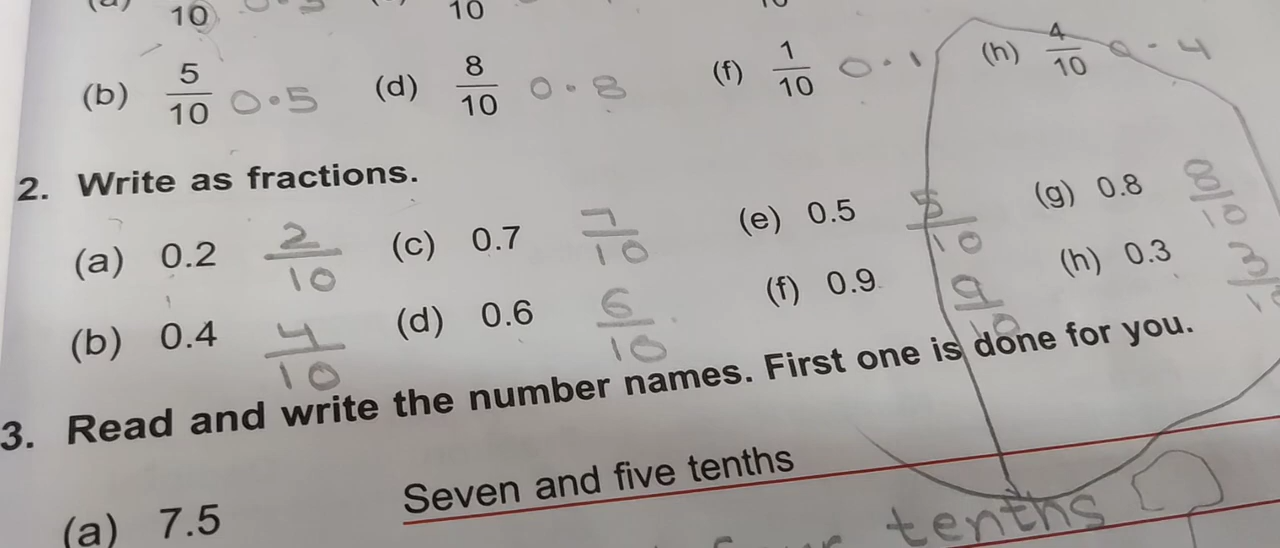 10 10
(b) 5/10 0.5 (d) 8/10 0.8 (f) 1/10 0.1 (h) 4/10 0.4
2. Write as fractions.
(a) 0.2 2/10 (c) 0.7 7/10 (e) 0.5 5/10 (g) 0.8 8/10
(b) 0.4 4/10 (d) 0.6 6/10 (f) 0.9 9/10 (h) 0.3
3. Read and write the number names. First one is done for you.
(a) 7.5 Seven and five tenths
tenths